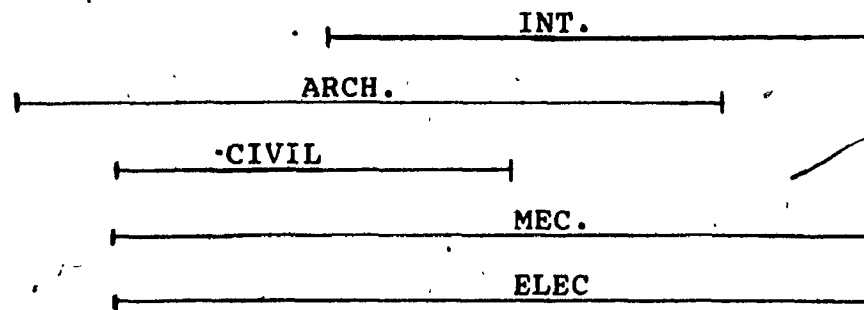 INT.
ARCH.
CIVIL
MEC.
ELEC